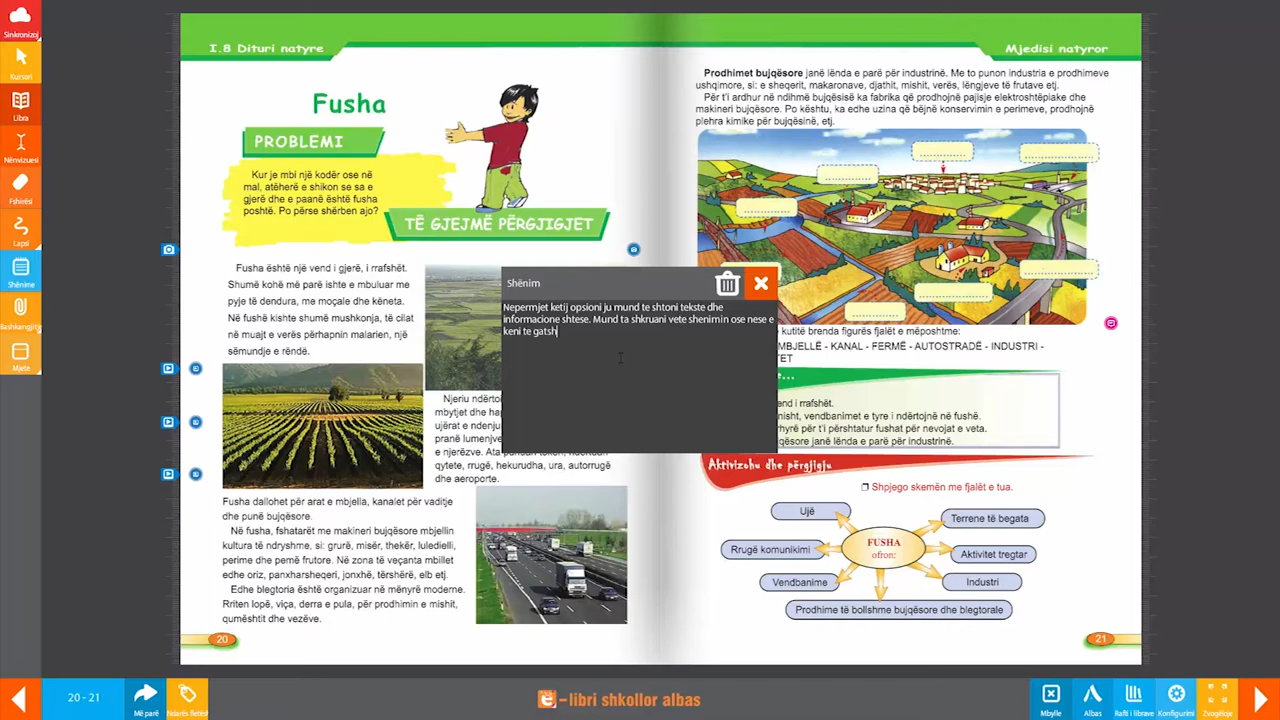 Sinkronizoj
Kursori
Libra
Nënvizuesi
Fshirësi
Lapsi
Shënime
Bashkangjit
Mjete
I.8 Dituri natyre
Fusha
PROBLEMI
Kur je mbi një kodër ose në
mal, atëherë e shikon se sa e
gjerë dhe e paanë është fusha
poshtë. Po përse shërben ajo?
TË GJEJMË PËRGJIGJET
Fusha është një vend i gjerë, i rrafshët.
Shumë kohë më parë ishte e mbuluar me
pyje të dendura, me moçale dhe këneta.
Në fushë kishte shumë mushkonja, të cilat
në muajt e verës përhapnin malarien, një
sëmundje e rëndë.
Njeriu ndërtoi
mbytjet dhe hap
ujërat e ndenju
pranë lumenjve
e njerëzve. Ata
qytete, rrugë, hekurudha, ura, autorrugë
dhe aeroporte.
Fusha dallohet për arat e mbjella, kanalet për vaditje
dhe punë bujqësore.
Në fusha, fshatarët me makineri bujqësore mbjellin
kultura të ndryshme, si: grurë, misër, thekër, luledielli,
perime dhe pemë frutore. Në zona të veçanta mbillet
edhe oriz, panxharsheqeri, jonxhë, tërshërë, elb etj.
Edhe blegtoria është organizuar në mënyrë moderne.
Rriten lopë, viça, derra e pula, për prodhimin e mishit,
qumështit dhe vezëve.
20
Shënim
Nepermjet ketij opsioni ju mund te shtoni tekste dhe
informacione shtese. Mund ta shkruani vete shenimin ose nese e
keni te gatsh
Mjedisi natyror
Prodhimet bujqësore janë lënda e parë për industrinë. Me to punon industria e prodhimeve
ushqimore, si: e sheqerit, makaronave, djathit, mishit, verës, lëngjeve të frutave etj.
Për t'i ardhur në ndihmë bujqësisë ka fabrika që prodhojnë pajisje elektroshtëpiake dhe
makineri bujqësore. Po kështu, ka edhe uzina që bëjnë konservimin e perimeve, prodhojnë
plehra kimike për bujqësinë, etj.
kutitë brenda figurës fjalët e mëposhtme:
MBJELLË - KANAL - FERMË - AUTOSTRADË - INDUSTRI -
TET
end i rrafshët.
nisht, vendbanimet e tyre i ndërtojnë në fushë.
rhyrë për t'i përshtatur fushat për nevojat e veta.
qësore janë lënda e parë për industrinë.
Aktivizohu dhe përgjigju
Shpjego skemën me fjalët e tua.
Ujë
Terrene të begata
Rrugë komunikimi
FUSHA
ofron:
Aktivitet tregtar
Vendbanime
Industri
Prodhime të bollshme bujqësore dhe blegtorale
21
20 - 21
Më parë
Ndarës fletësi
e-libri shkollor albas
Mbylle
Albas
Rafti i librave
Konfigurimi
Zvogëloje